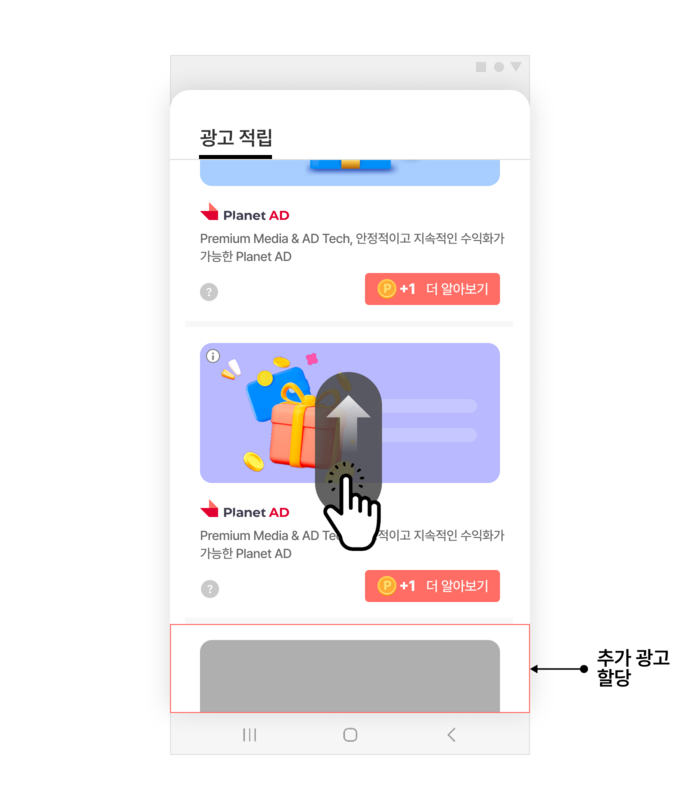 광고 적립
Planet AD
Premium Media & AD Tech, 안정적이고 지속적인 수익화가
가능한 Planet AD
?
P +1 더 알아보기
i
Planet AD
Premium Media & AD Te 적이고 지속적인 수익화가
가능한 Planet AD
?
P +1 더 알아보기
추가 광고
할당